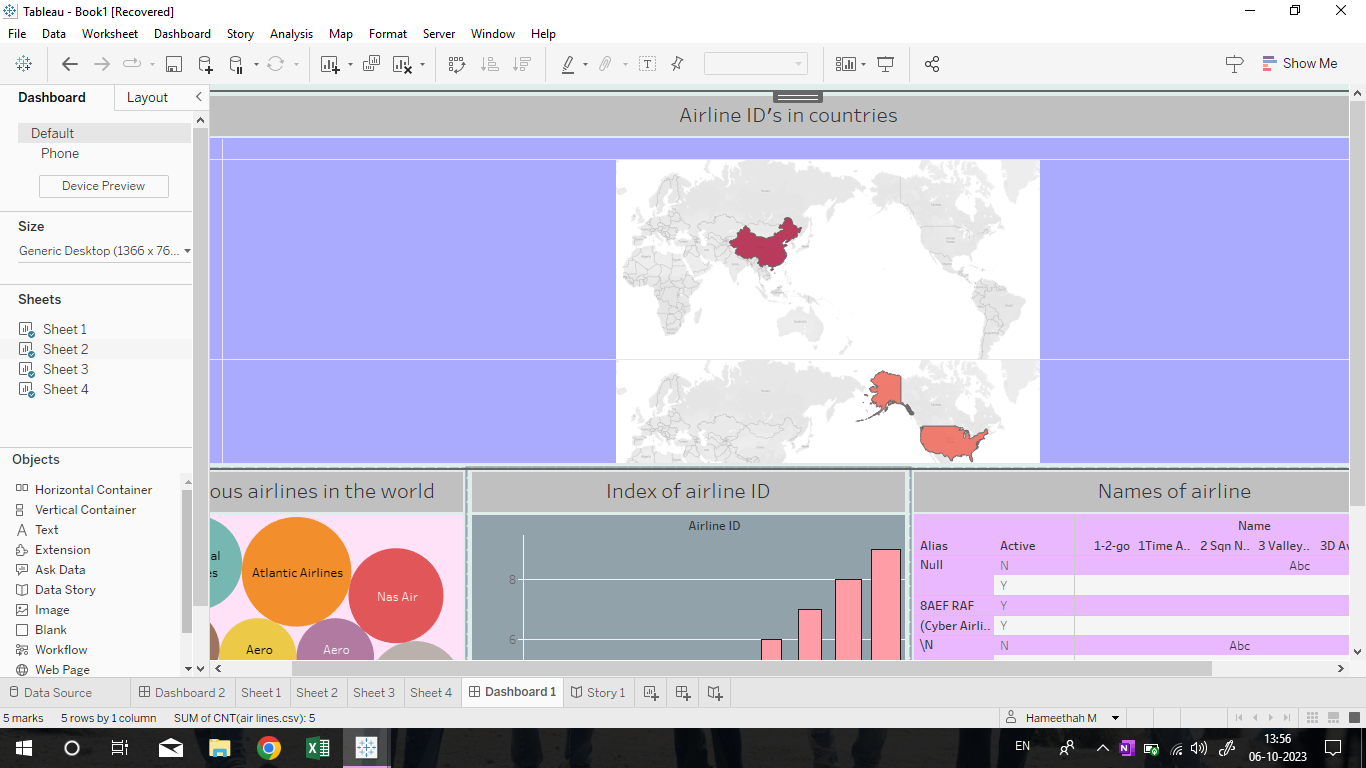 Tableau - Book1 [Recovered]
File Data Worksheet Dashboard Story Analysis Map Format Server Window Help
Show Me
Dashboard Layout
Default
Phone
Device Preview
Size
Generic Desktop (1366 x 76...
Sheets
Sheet 1
Sheet 2
Sheet 3
Sheet 4
Objects
Horizontal Container
Vertical Container
Text
Extension
Ask Data
Data Story
Image
Blank
Workflow
Web Page
Airline ID's in countries
ous airlines in the world
al
es
Atlantic Airlines
Nas Air
Aero
Aero
Index of airline ID
Airline ID
8
6
Names of airline
Name
Alias Active 1-2-go 1Time A.. 2 Sqn N.. 3 Valley.. 3D Av
Null N Abc
Y
8AEF RAF Y
(Cyber Airli.. Y
\N N Abc
Data Source Dashboard 2 Sheet 1 Sheet 2 Sheet 3 Sheet 4 Dashboard 1 Story 1
5 marks 5 rows by 1 column SUM of CNT(air lines.csv): 5 Hameethah M
EN 13:56
06-10-2023